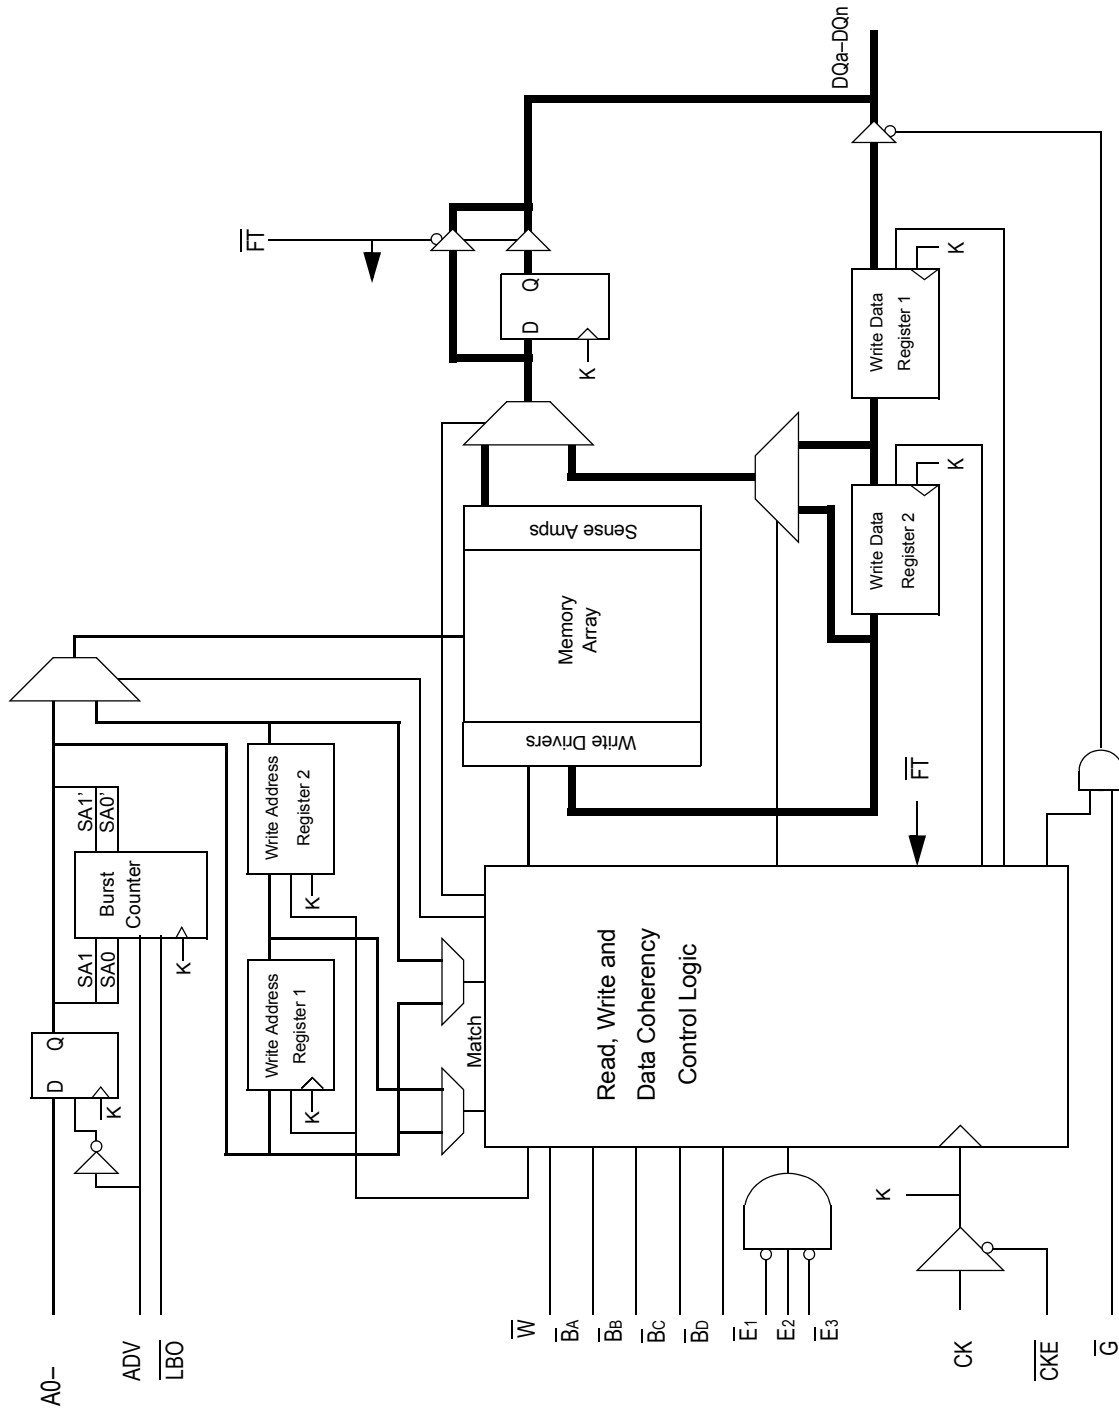 A0–
D Q
K
SA1
SA0
Burst
Counter
SA1'
SA0'
K
ADV
LBO
Write Address
Register 1
K
Write Address
Register 2
K
FT
Match
Write Drivers
Memory
Array
Sense Amps
D Q
K
W
BA
BB
BC
BD
E1
E2
E3
Read, Write and
Data Coherency
Control Logic
K
FT
Write Data
Register 2
K
Write Data
Register 1
K
DQa–DQn
CK
CKE
G